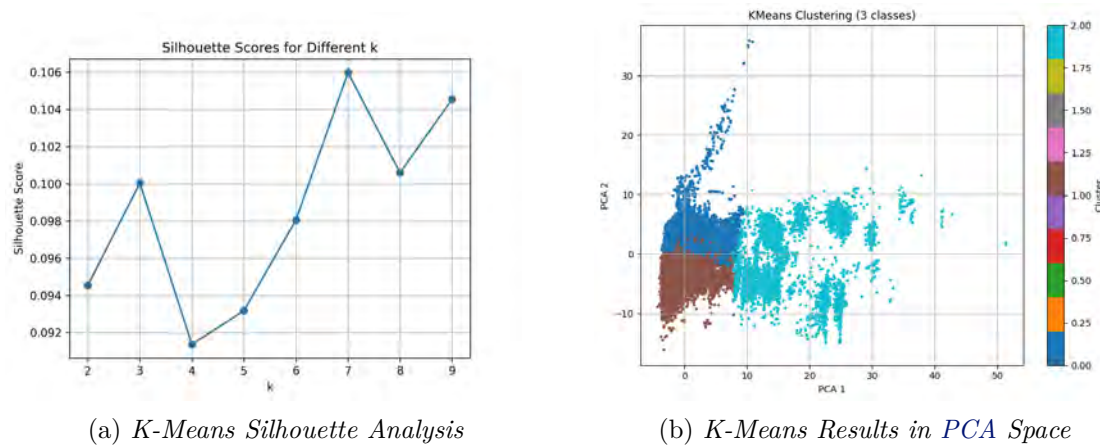 Silhouette Scores for Different k
0.106
0.104
0.102
0.100
0.098
0.096
0.094
0.092
Silhouette Score
2 3 4 5 6 7 8 9
k
(a) K-Means Silhouette Analysis
KMeans Clustering (3 classes)
30
20
10
0
−10
PCA 2
0 10 20 30 40 50
PCA 1
2.00
1.75
1.50
1.25
1.00
0.75
0.50
0.25
0.00
Cluster
(b) K-Means Results in PCA Space